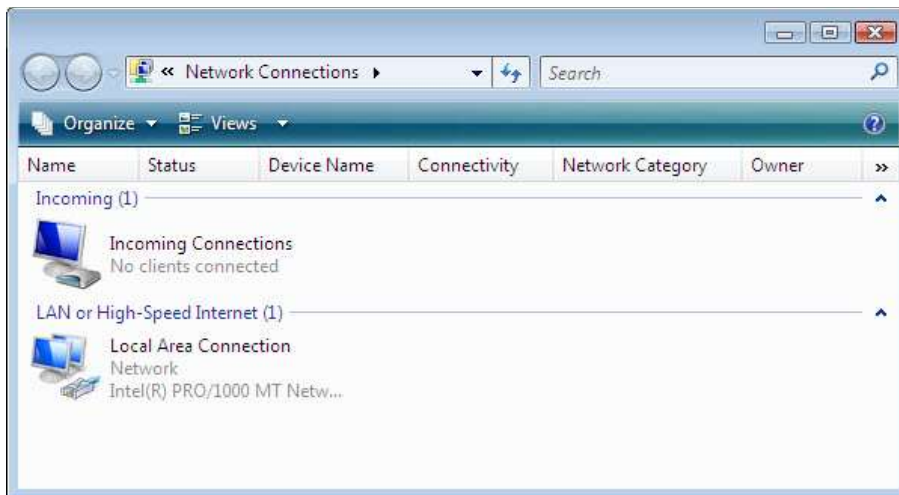 « Network Connections
Search
Organize Views
Name Status Device Name Connectivity Network Category Owner »
Incoming (1)
Incoming Connections
No clients connected
LAN or High-Speed Internet (1)
Local Area Connection
Network
Intel(R) PRO/1000 MT Netw...